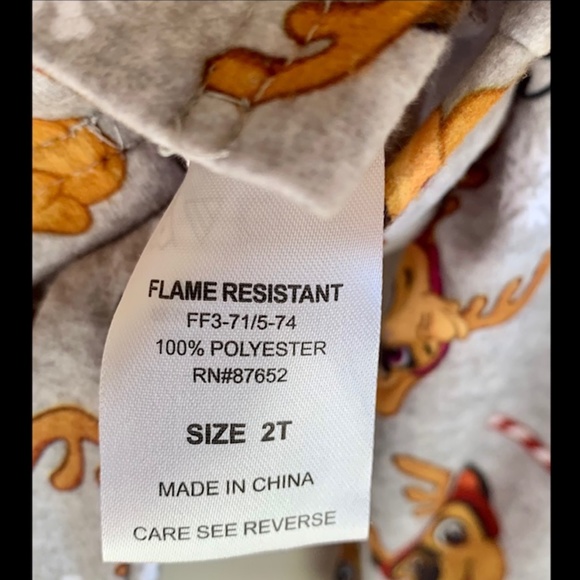 FLAME RESISTANT
FF3-71/5-74
100% POLYESTER
RN#87652
SIZE 2T
MADE IN CHINA
CARE SEE REVERSE